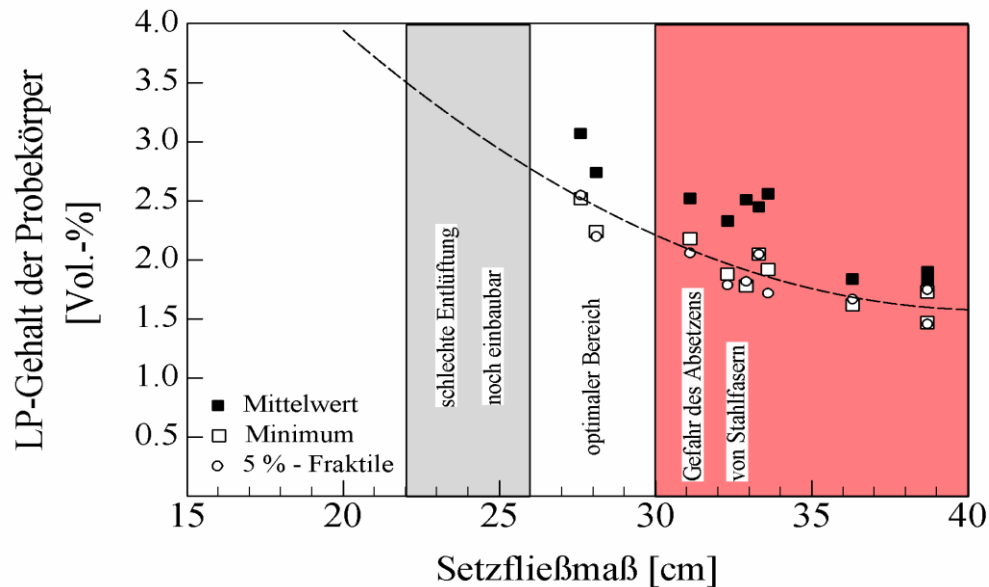 LP-Gehalt der Probekörper
[Vol.-%]
4.0
3.5
3.0
2.5
2.0
1.5
1.0
0.5
schlechte Entlüftung
noch einbaubar
optimaler Bereich
Gefahr des Absetzens
von Stahlfasern
Mittelwert
Minimum
5 % - Fraktile
15 20 25 30 35 40
Setzfließmaß [cm]